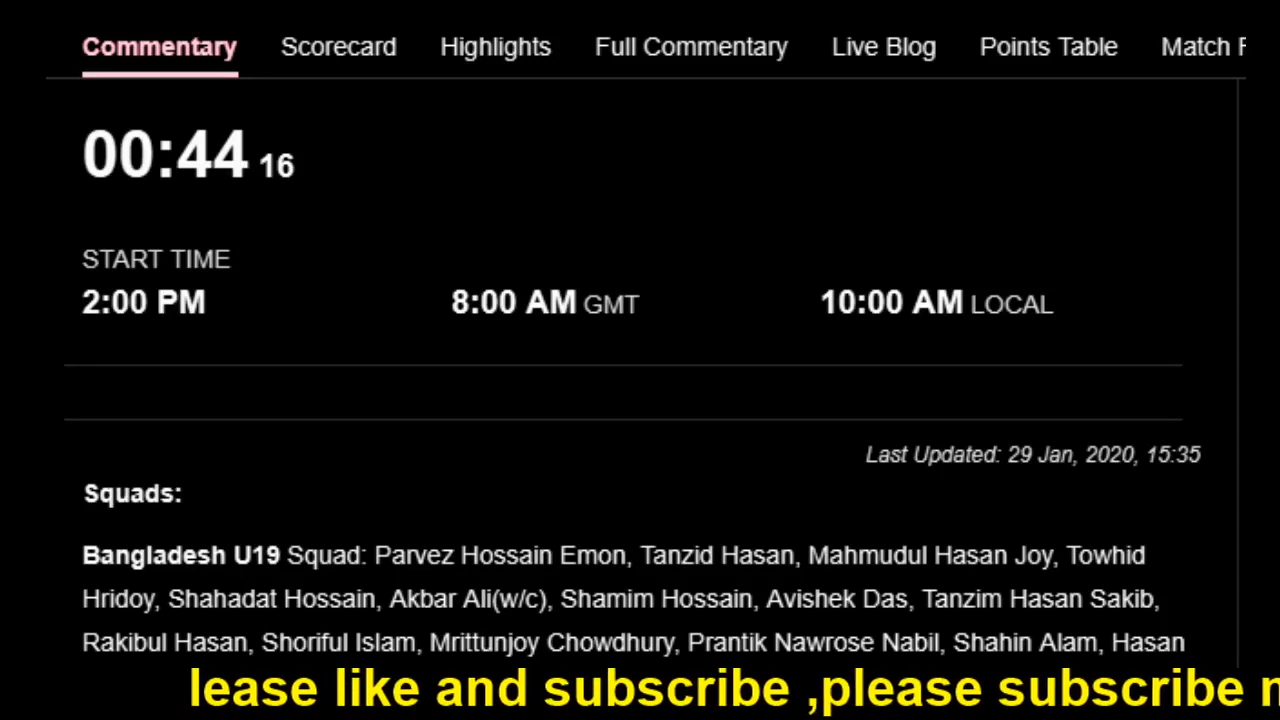 Commentary Scorecard Highlights Full Commentary Live Blog Points Table Match F
00:44 16
START TIME
2:00 PM 8:00 AM GMT 10:00 AM LOCAL
Last Updated: 29 Jan, 2020, 15:35
Squads:
Bangladesh U19 Squad: Parvez Hossain Emon, Tanzid Hasan, Mahmudul Hasan Joy, Towhid
Hridoy, Shahadat Hossain, Akbar Ali(w/c), Shamim Hossain, Avishek Das, Tanzim Hasan Sakib,
Rakibul Hasan, Shoriful Islam, Mrittunjoy Chowdhury, Prantik Nawrose Nabil, Shahin Alam, Hasan
lease like and subscribe ,please subscribe